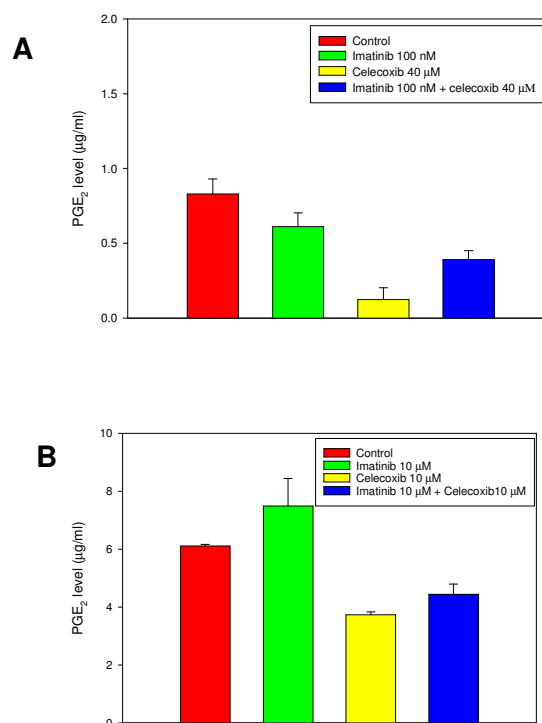 A
2.0
1.5
1.0
0.5
0.0
PGE₂ level (μg/ml)
Control
Imatinib 100 nM
Celecoxib 40 μM
Imatinib 100 nM + celecoxib 40 μM
B
10
8
6
4
2
0
PGE₂ level (μg/ml)
Control
Imatinib 10 μM
Celecoxib 10 μM
Imatinib 10 μM + Celecoxib10 μM